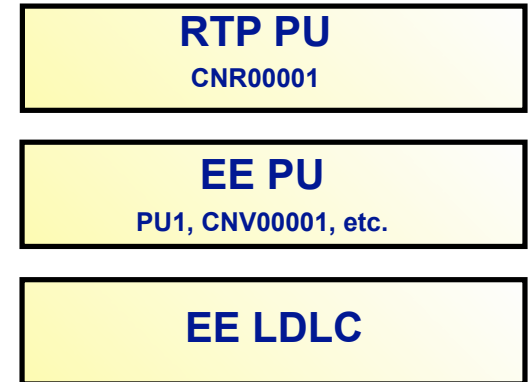 RTP PU
CNR00001
EE PU
PU1, CNV00001, etc.
EE LDLC